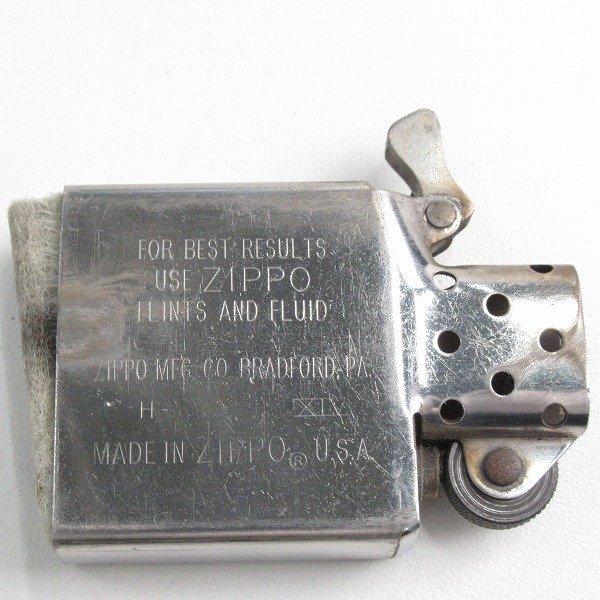 FOR BEST RESULTS
USE ZIPPO
FLINTS AND FLUID
ZIPPO MFG. CO. BRADFORD, PA.
H XIV
MADE IN ZIPPO® U.S.A.